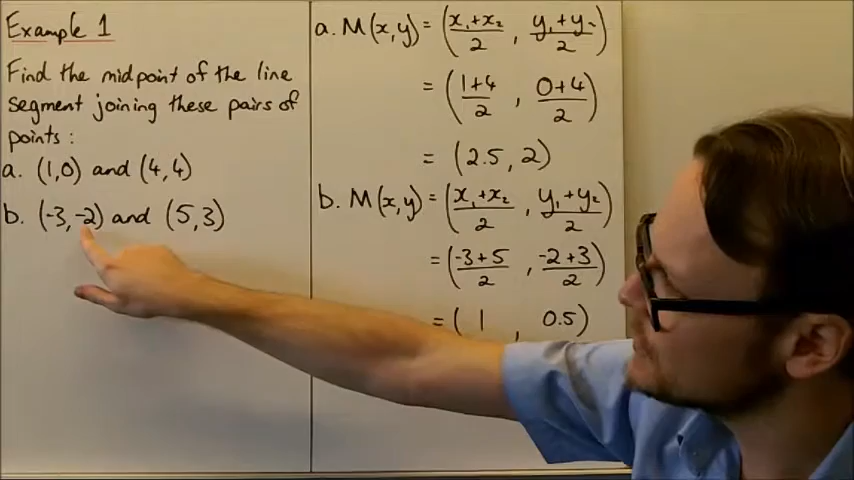 Example 1
Find the midpoint of the line
segment joining these pairs of
points :
a. (1,0) and (4,4)
b. (-3,-2) and (5,3)
a. M(x,y) = (x₁+x₂/2 , y₁+y₂/2)
= (1+4/2 , 0+4/2)
= (2.5, 2)
b. M(x,y) = (x₁+x₂/2 , y₁+y₂/2)
= (-3+5/2 , -2+3/2)
= (1 , 0.5)